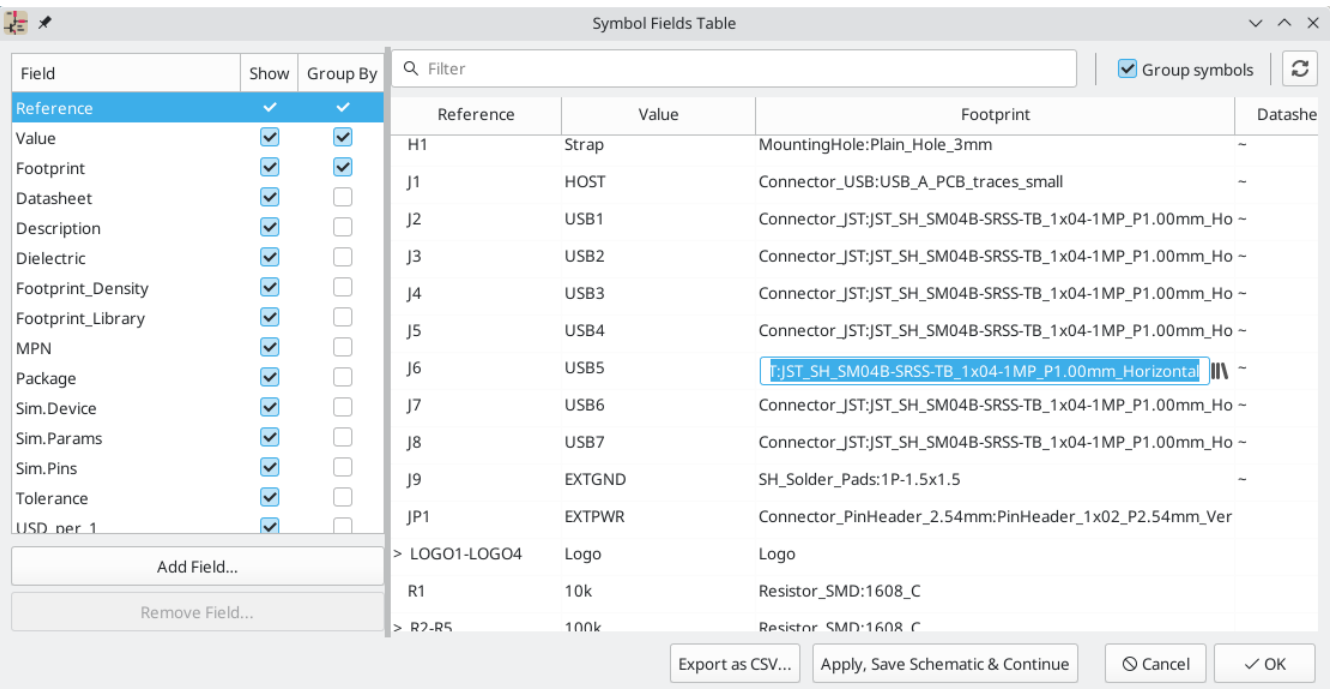 Symbol Fields Table
Field Show Group By
Reference
Value
Footprint
Datasheet
Description
Dielectric
Footprint_Density
Footprint_Library
MPN
Package
Sim.Device
Sim.Params
Sim.Pins
Tolerance
USD_per_1
Add Field...
Remove Field...
Filter
Group symbols
Reference Value Footprint Datashe
H1 Strap MountingHole:Plain_Hole_3mm ~
J1 HOST Connector_USB:USB_A_PCB_traces_small ~
J2 USB1 Connector_JST:JST_SH_SM04B-SRSS-TB_1x04-1MP_P1.00mm_Ho ~
J3 USB2 Connector_JST:JST_SH_SM04B-SRSS-TB_1x04-1MP_P1.00mm_Ho ~
J4 USB3 Connector_JST:JST_SH_SM04B-SRSS-TB_1x04-1MP_P1.00mm_Ho ~
J5 USB4 Connector_JST:JST_SH_SM04B-SRSS-TB_1x04-1MP_P1.00mm_Ho ~
J6 USB5 T:JST_SH_SM04B-SRSS-TB_1x04-1MP_P1.00mm_Horizontal ~
J7 USB6 Connector_JST:JST_SH_SM04B-SRSS-TB_1x04-1MP_P1.00mm_Ho ~
J8 USB7 Connector_JST:JST_SH_SM04B-SRSS-TB_1x04-1MP_P1.00mm_Ho ~
J9 EXTGND SH_Solder_Pads:1P-1.5x1.5 ~
JP1 EXTPWR Connector_PinHeader_2.54mm:PinHeader_1x02_P2.54mm_Ver
> LOGO1-LOGO4 Logo Logo
R1 10k Resistor_SMD:1608_C
> R2-R5 100k Resistor_SMD:1608_C
Export as CSV... Apply, Save Schematic & Continue Cancel OK